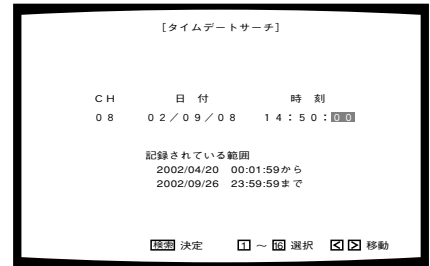 [タイムデートサーチ]
CH 日付 時刻
08 02/09/08 14:50:00
記録されている範囲
2002/04/20 00:01:59から
2002/09/26 23:59:59まで
検索 決定 1 ~ 16 選択 < > 移動